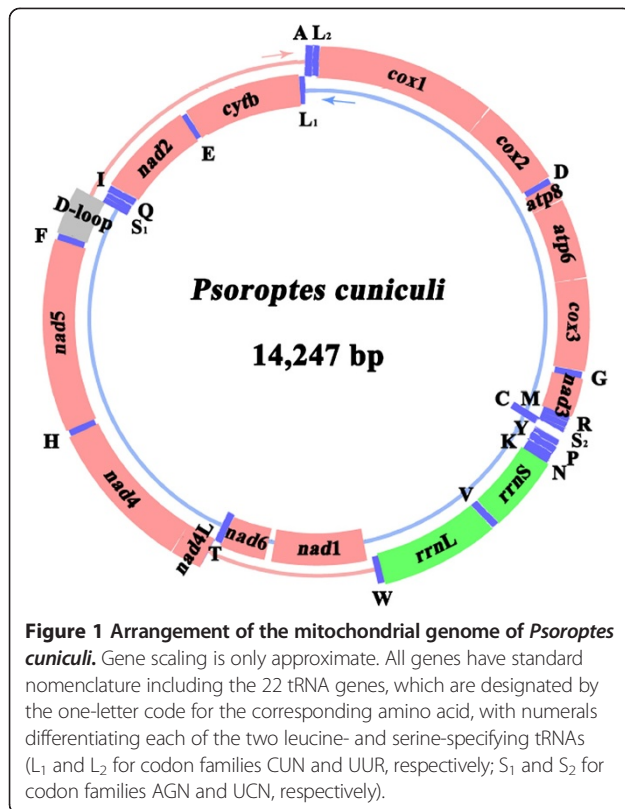 A L2
cox1
cox2
D
atp8
atp6
cox3
G
nad3
M
C
R
S2
Y
K
P
N
rrnS
V
rrnL
W
nad1
nad6
T
nad4L
nad4
H
nad5
F
D-loop
I
Q
S1
nad2
E
cytb
L1
Psoroptes cuniculi
14,247 bp
Figure 1 Arrangement of the mitochondrial genome of Psoroptes
cuniculi. Gene scaling is only approximate. All genes have standard
nomenclature including the 22 tRNA genes, which are designated by
the one-letter code for the corresponding amino acid, with numerals
differentiating each of the two leucine- and serine-specifying tRNAs
(L1 and L2 for codon families CUN and UUR, respectively; S1 and S2 for
codon families AGN and UCN, respectively).